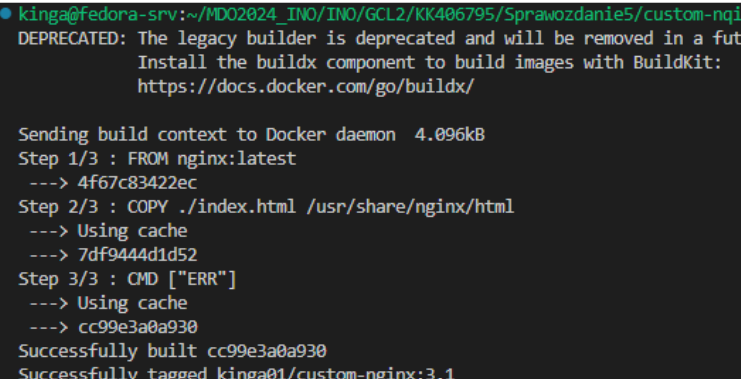 kinga@fedora-srv:~/MDO2024_INO/INO/GCL2/KK406795/Sprawozdanie5/custom-ngi
DEPRECATED: The legacy builder is deprecated and will be removed in a fut
Install the buildx component to build images with BuildKit:
https://docs.docker.com/go/buildx/
Sending build context to Docker daemon 4.096kB
Step 1/3 : FROM nginx:latest
---> 4f67c83422ec
Step 2/3 : COPY ./index.html /usr/share/nginx/html
---> Using cache
---> 7df9444d1d52
Step 3/3 : CMD ["ERR"]
---> Using cache
---> cc99e3a0a930
Successfully built cc99e3a0a930
Successfully tagged kinga01/custom-nginx:3.1